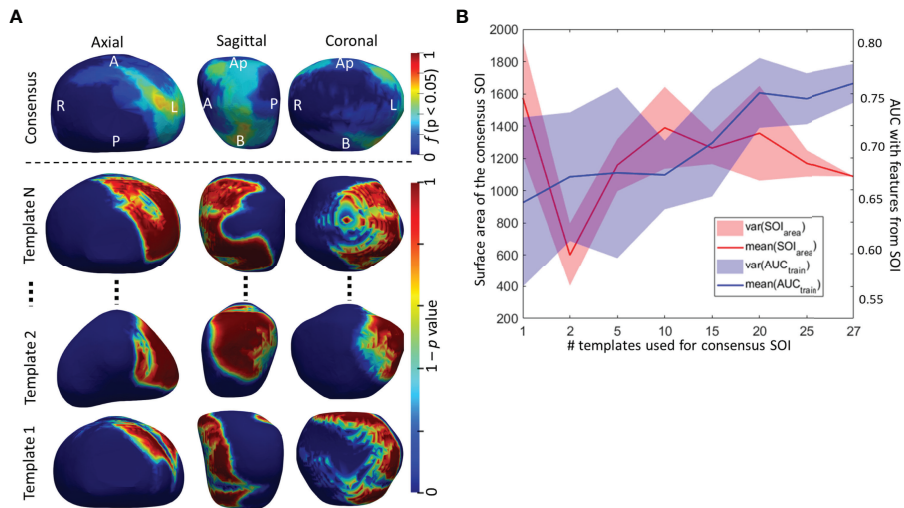 A
Axial
Sagittal
Coronal
Consensus
A
R
L
P
Ap
A
P
B
Ap
R
L
B
1
0
f (p < 0.05)
Template N
Template 2
Template 1
1
1 − p value
0
B
2000
1800
1600
1400
1200
1000
800
600
400
200
Surface area of the consensus SOI
0.80
0.75
0.70
0.65
0.60
0.55
AUC with features from SOI
var(SOIarea)
mean(SOIarea)
var(AUCtrain)
mean(AUCtrain)
1 2 5 10 15 20 25 27
# templates used for consensus SOI